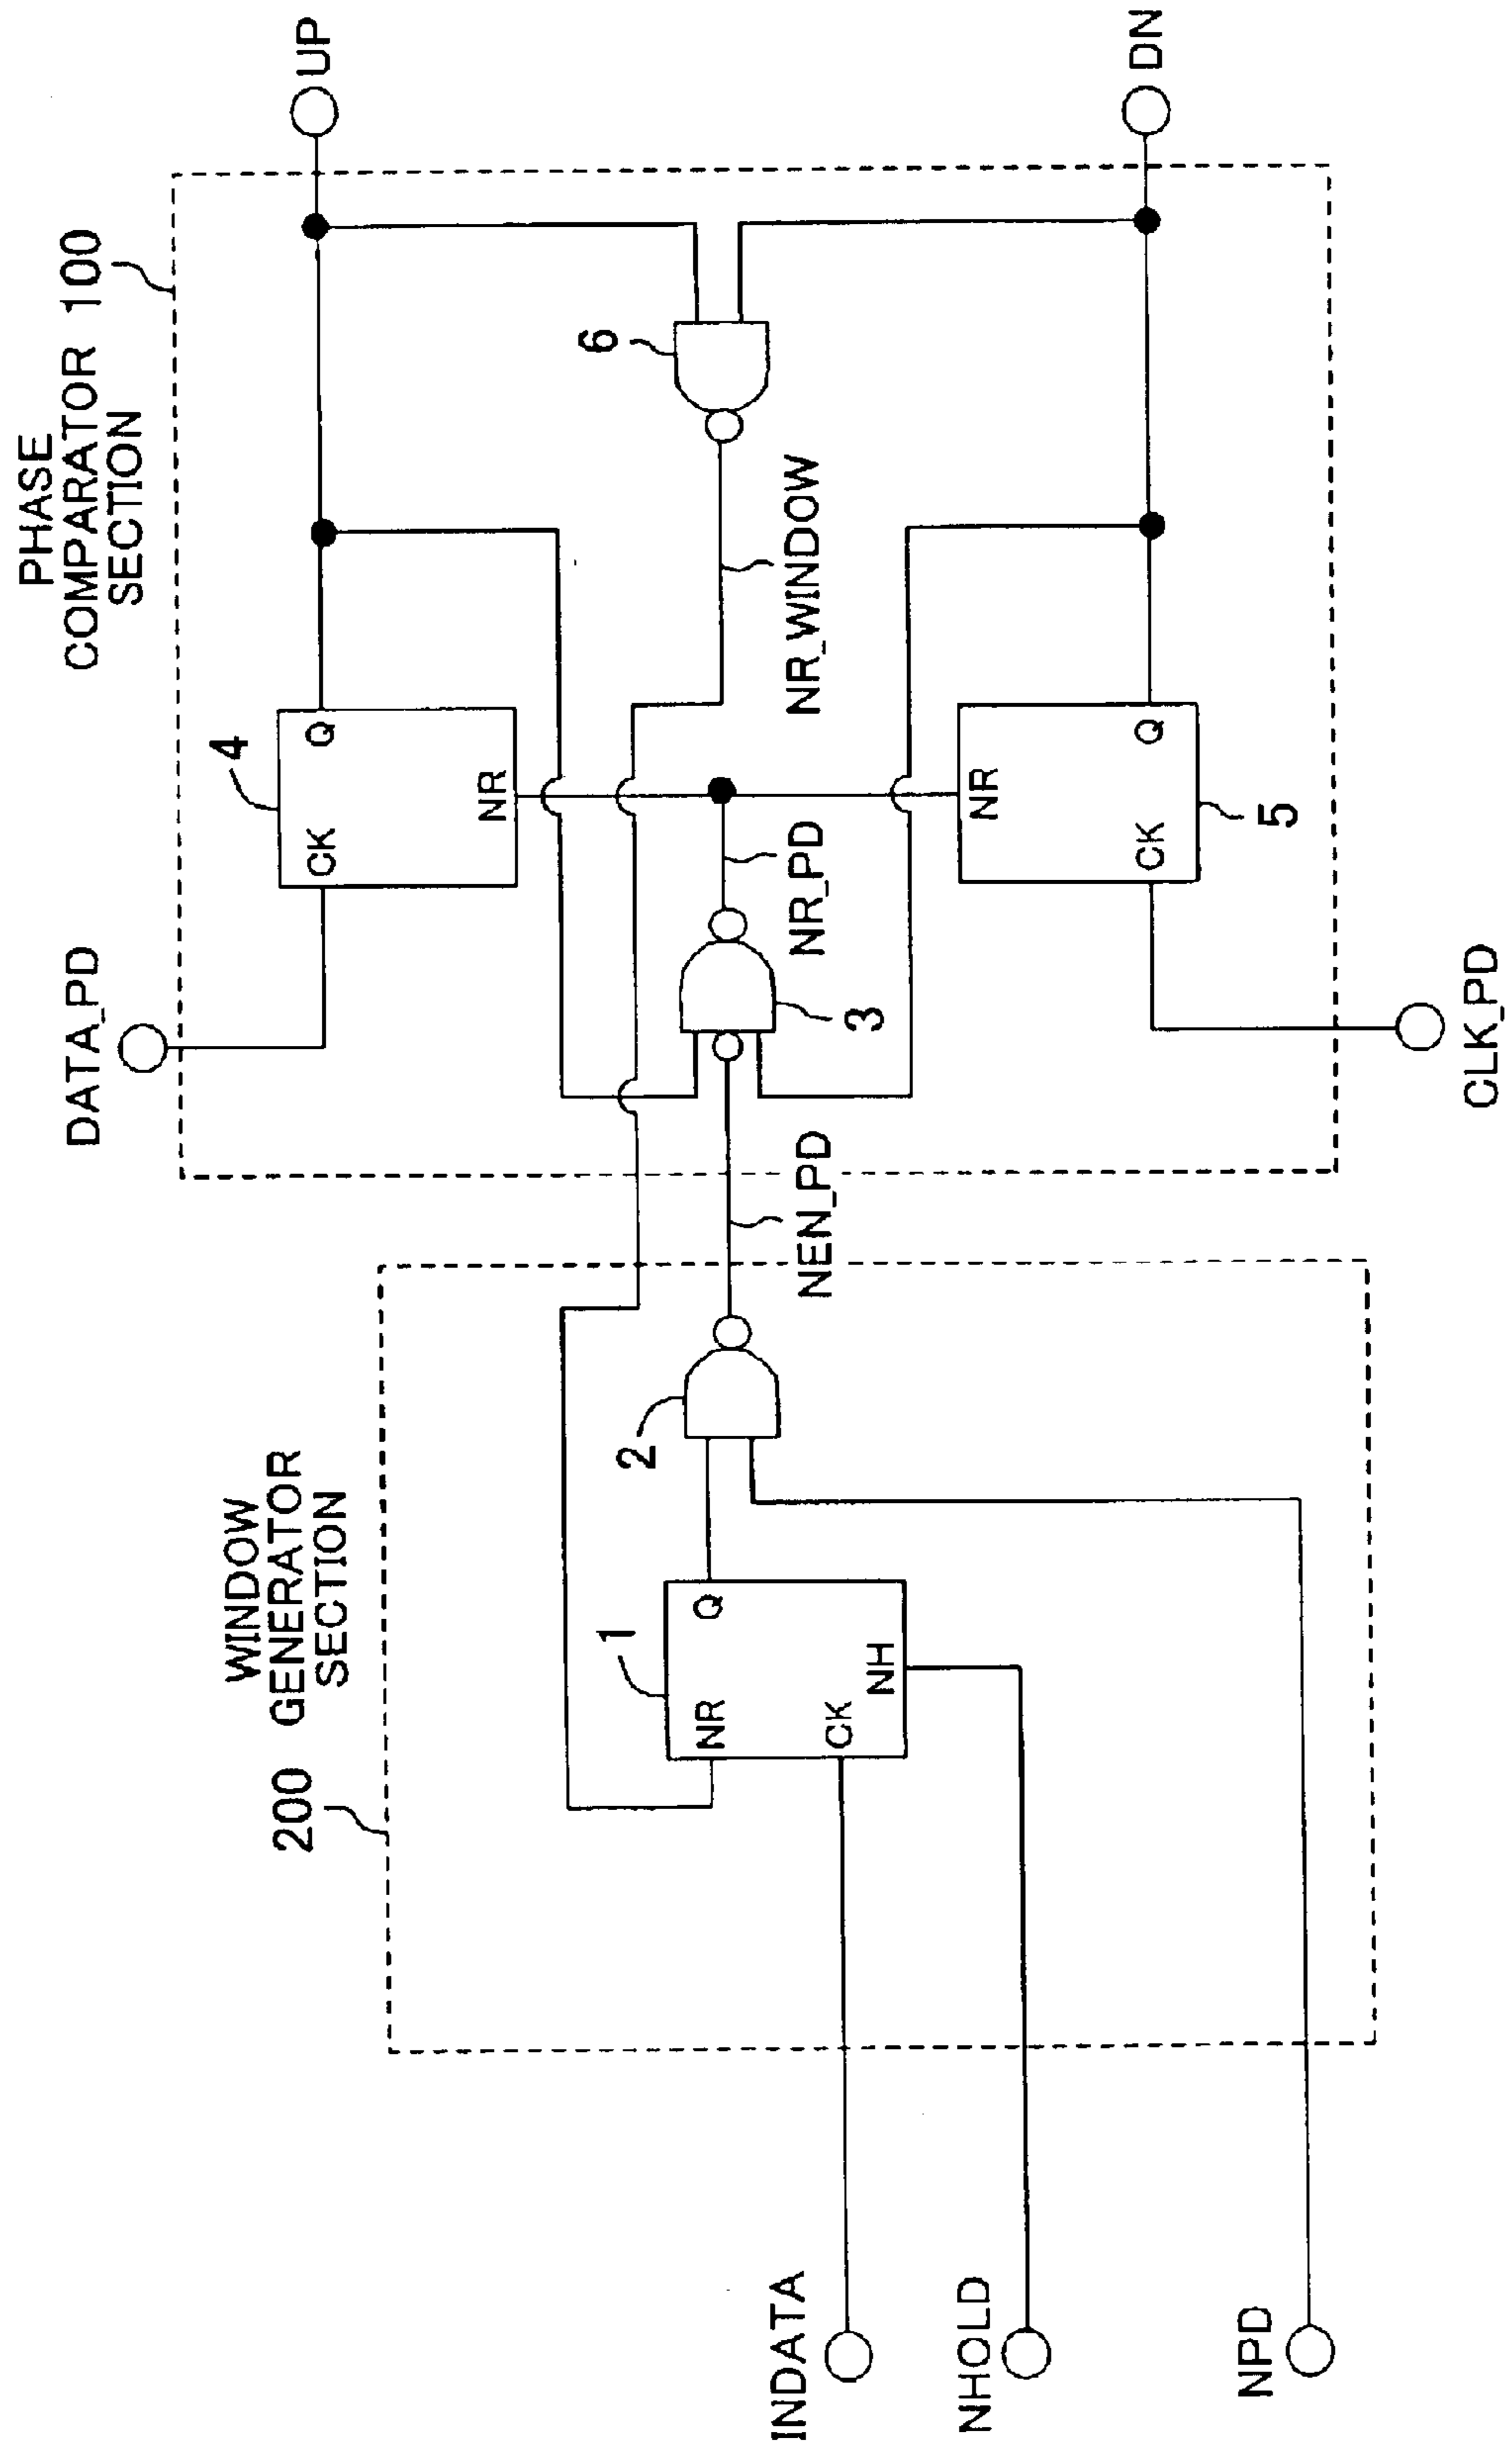 WINDOW
200 GENERATOR
SECTION
PHASE
COMPARATOR 100
SECTION
DATA_PD
4
CK
Q
NR
UP
6
NR_WINDOW
1
NR
Q
CK
NH
2
NEN_PD
3
NR_PD
INDATA
NHOLD
NPD
NR
CK
Q
5
CLK_PD
DN